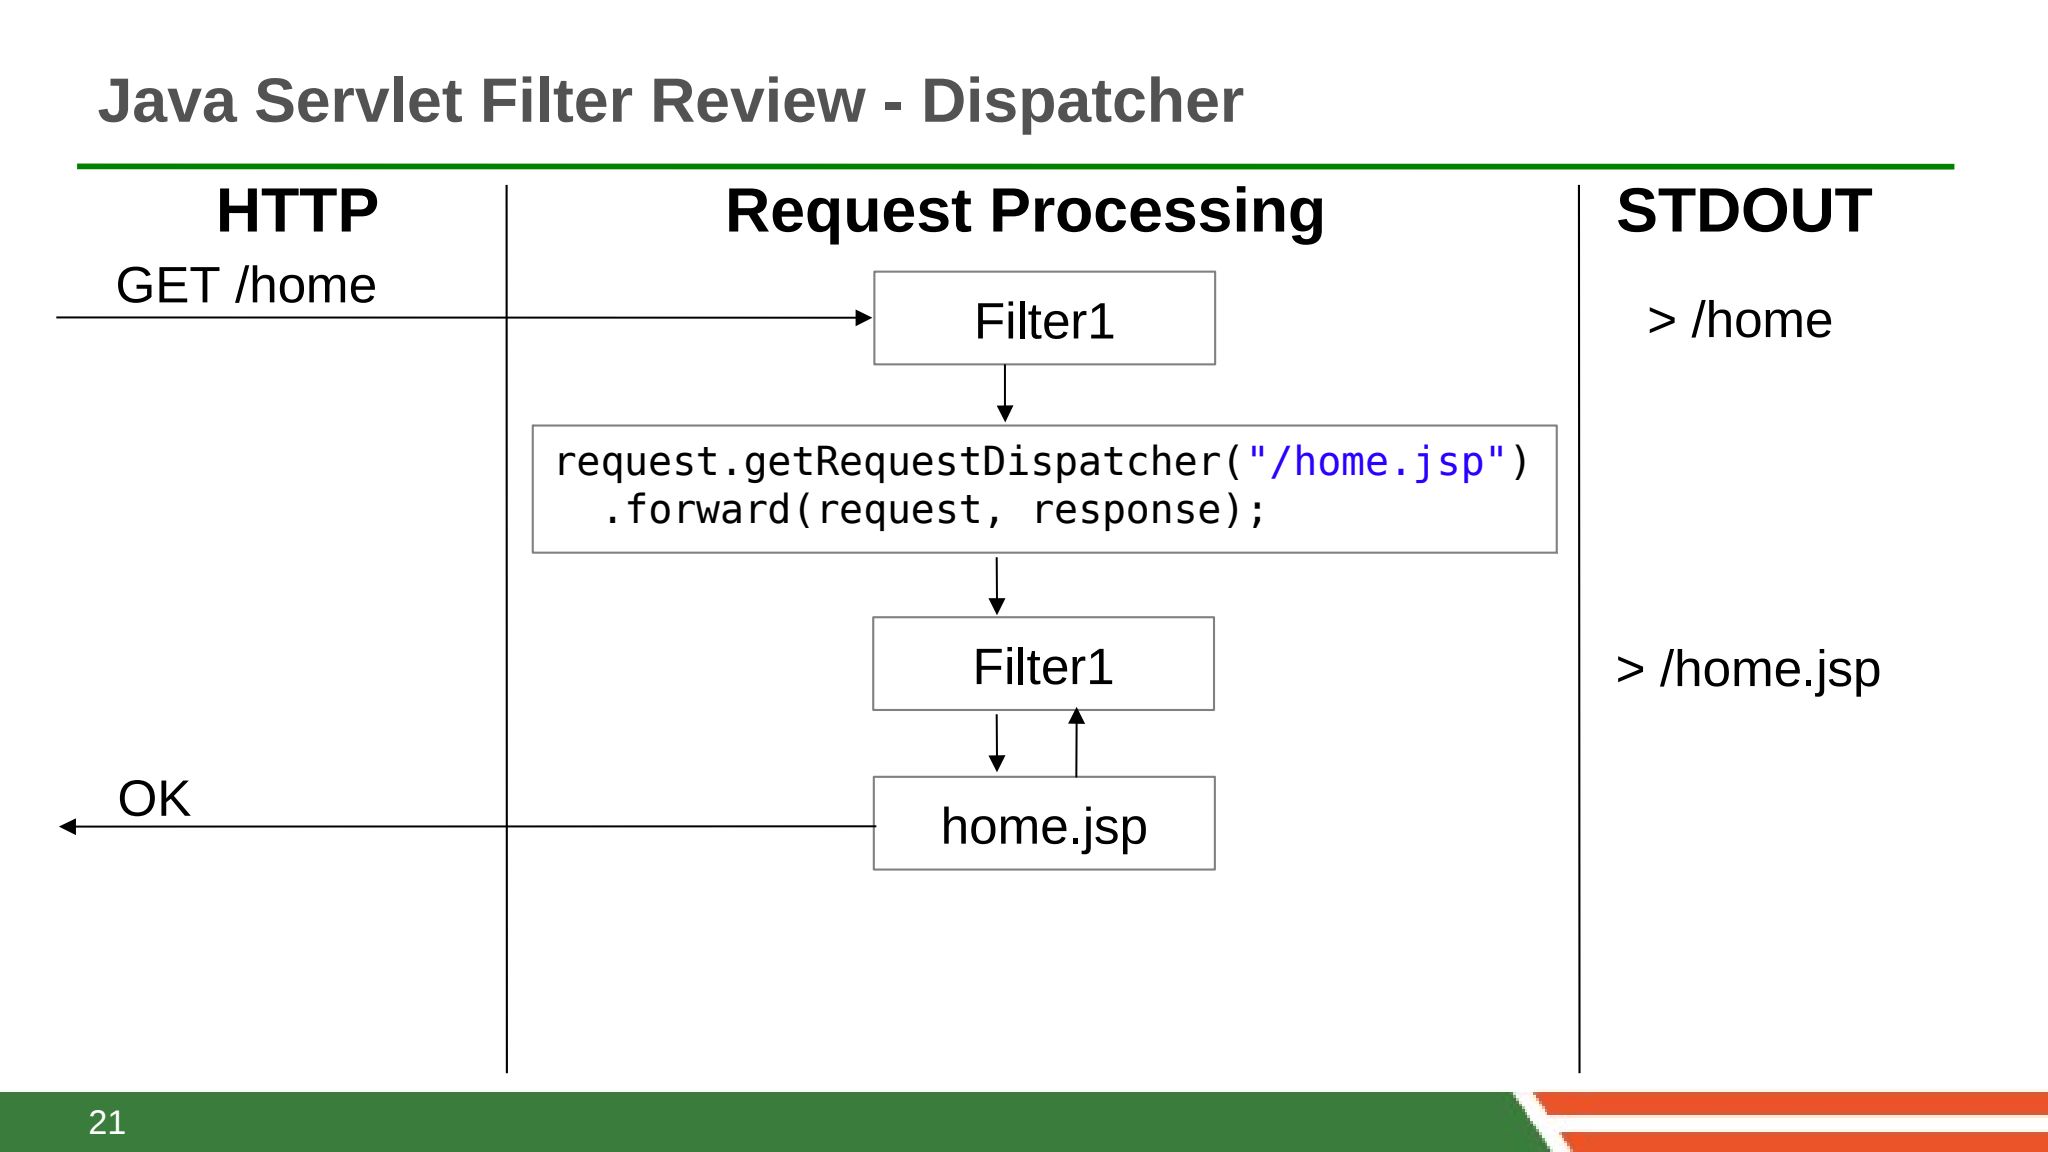 Java Servlet Filter Review - Dispatcher
HTTP
Request Processing
STDOUT
GET /home
Filter1
> /home
request.getRequestDispatcher("/home.jsp")
  .forward(request, response);
Filter1
> /home.jsp
OK
home.jsp
21